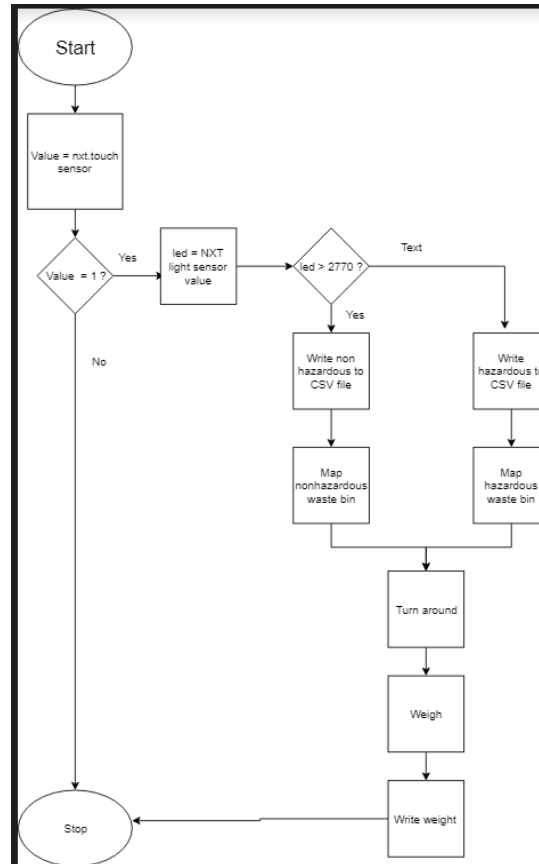 Start
Value = nxt.touch
sensor
Value = 1 ?
Yes
led = NXT
light sensor
value
led > 2770 ?
Text
Yes
No
Write non
hazardous to
CSV file
Write
hazardous to
CSV file
Map
nonhazardous
waste bin
Map
hazardous
waste bin
Turn around
Weigh
Write weight
Stop